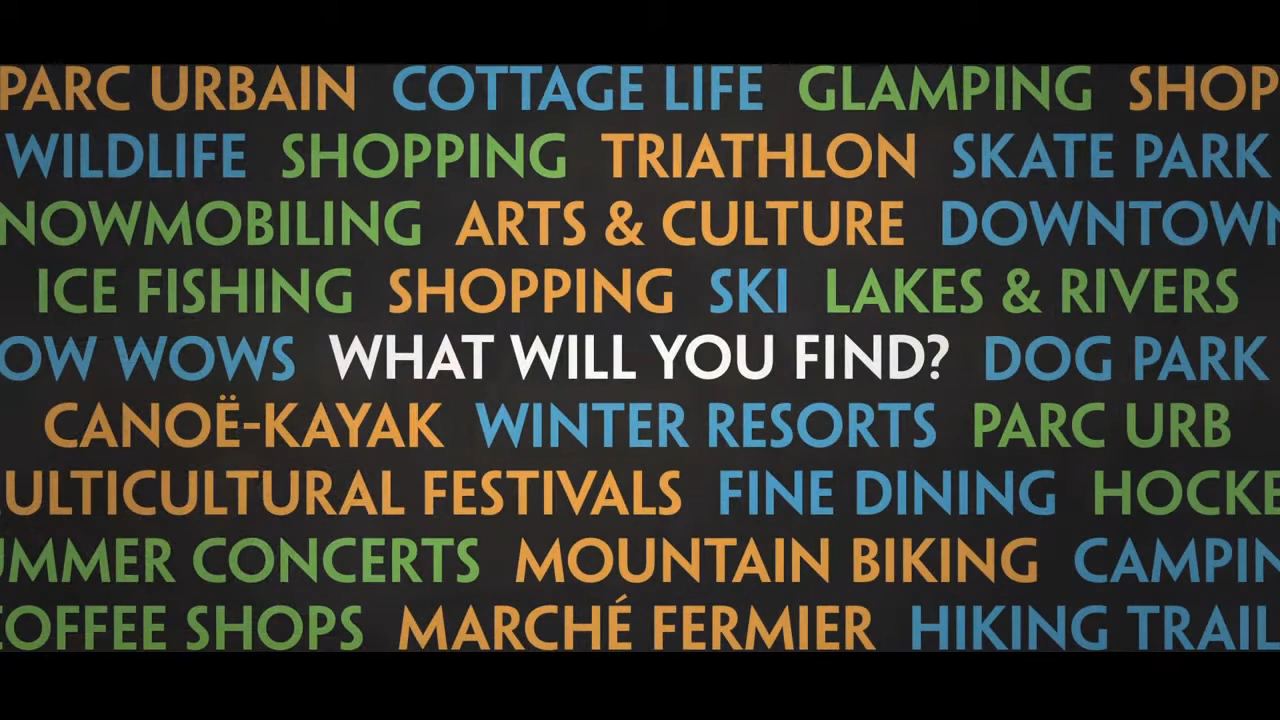 PARC URBAIN COTTAGE LIFE GLAMPING SHOP
WILDLIFE SHOPPING TRIATHLON SKATE PARK
NOWMOBILING ARTS & CULTURE DOWNTOWN
ICE FISHING SHOPPING SKI LAKES & RIVERS
OW WOWS WHAT WILL YOU FIND? DOG PARK
CANOË-KAYAK WINTER RESORTS PARC URB
ULTICULTURAL FESTIVALS FINE DINING HOCKE
UMMER CONCERTS MOUNTAIN BIKING CAMPIN
COFFEE SHOPS MARCHÉ FERMIER HIKING TRAIL